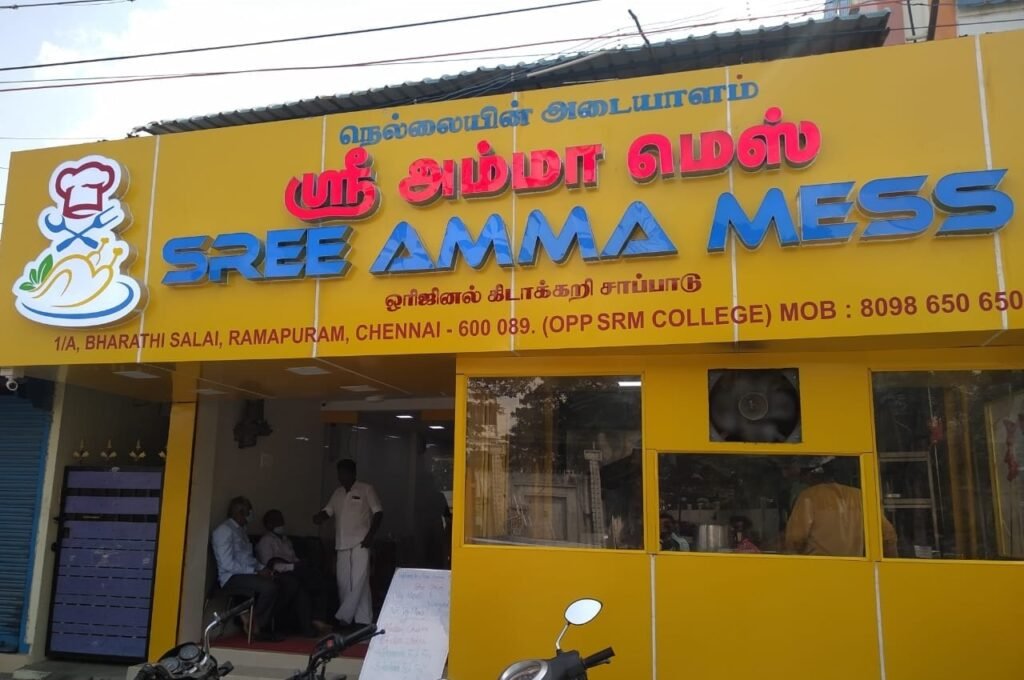 நெல்லையின் அடையாளம்
ஸ்ரீ அம்மா மெஸ்
SREE AMMA MESS
ஒரிஜினல் கிடாக்கறி சாப்பாடு
1/A, BHARATHI SALAI, RAMAPURAM, CHENNAI - 600 089. (OPP SRM COLLEGE) MOB : 8098 650 650